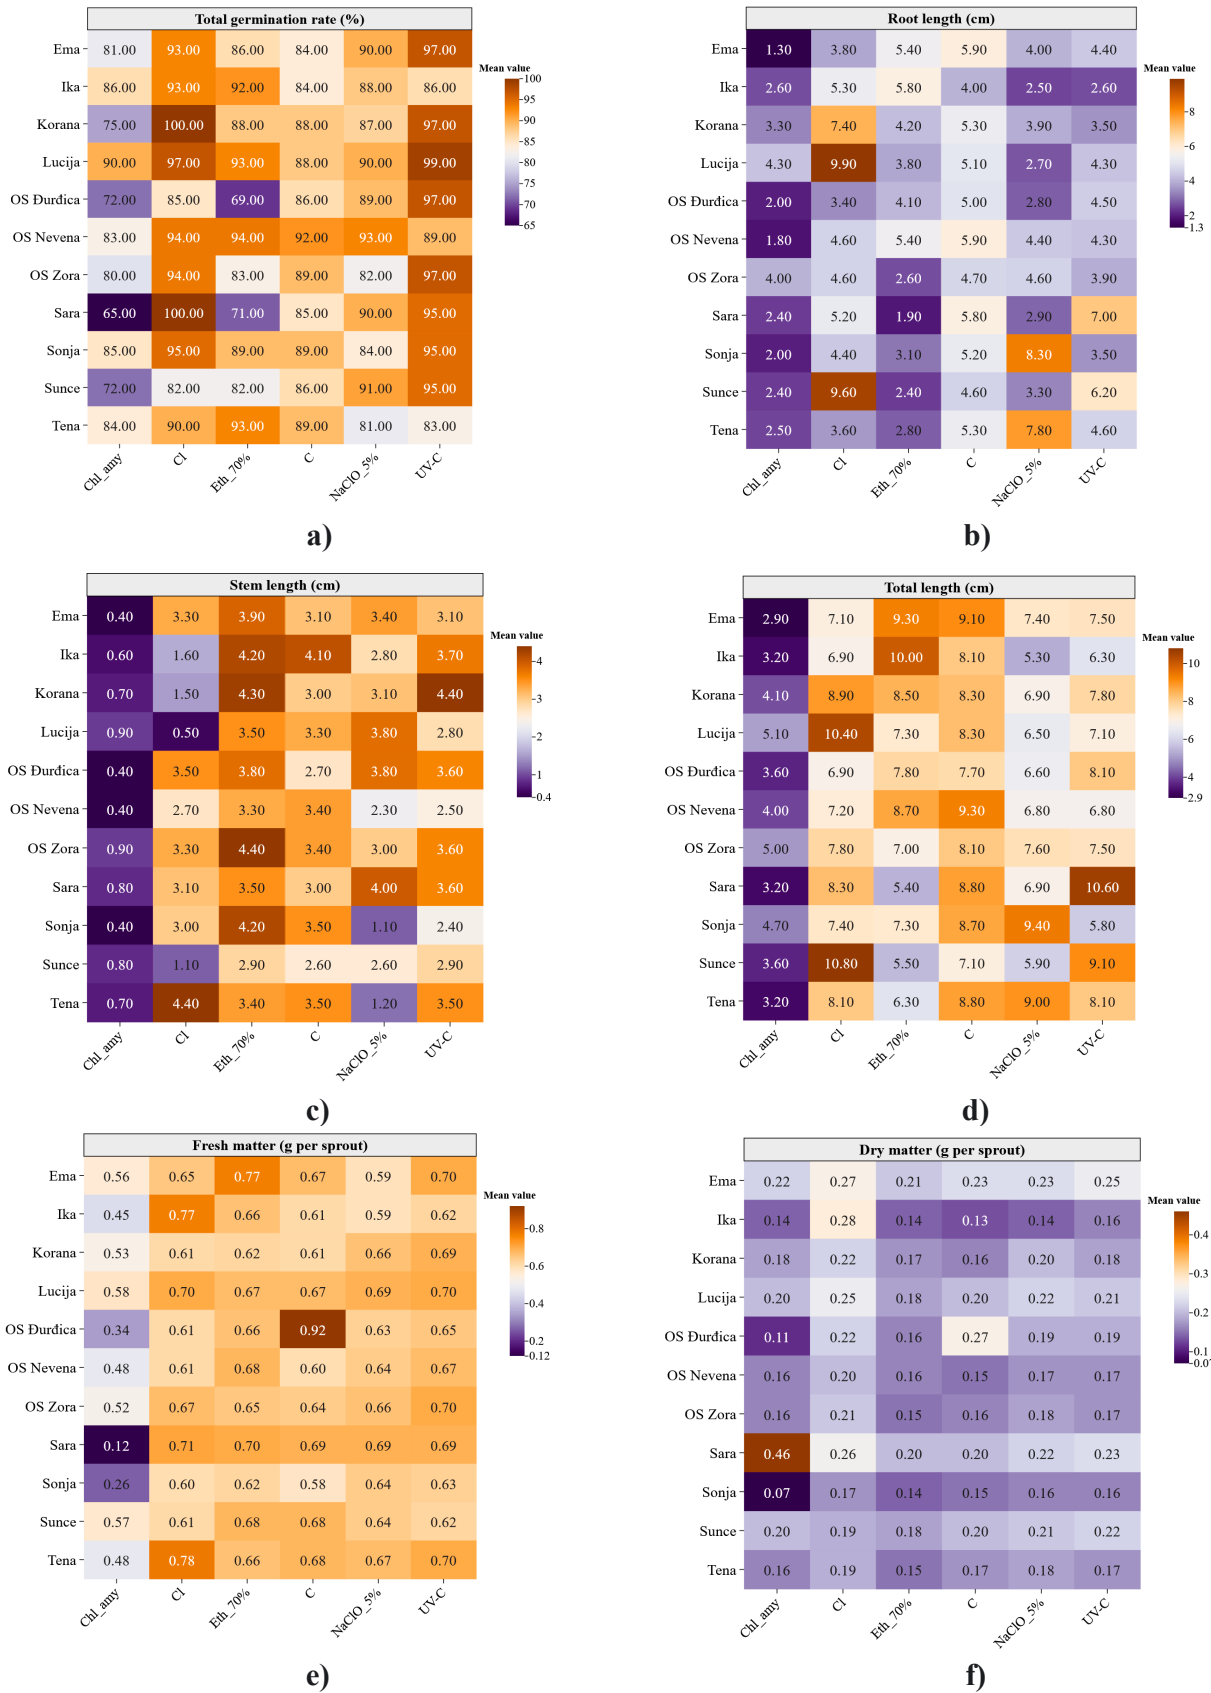 Total germination rate (%)
Ema 81.00 93.00 86.00 84.00 90.00 97.00
Ika 86.00 93.00 92.00 84.00 88.00 86.00
Korana 75.00 100.00 88.00 88.00 87.00 97.00
Lucija 90.00 97.00 93.00 88.00 90.00 99.00
OS Đurđica 72.00 85.00 69.00 86.00 89.00 97.00
OS Nevena 83.00 94.00 94.00 92.00 93.00 89.00
OS Zora 80.00 94.00 83.00 89.00 82.00 97.00
Sara 65.00 100.00 71.00 85.00 90.00 95.00
Sonja 85.00 95.00 89.00 89.00 84.00 95.00
Sunce 72.00 82.00 82.00 86.00 91.00 95.00
Tena 84.00 90.00 93.00 89.00 81.00 83.00
Chl_amy Cl Eth_70% C NaClO_5% UV-C
Mean value
100
95
90
85
80
75
70
65
a)
Root length (cm)
Ema 1.30 3.80 5.40 5.90 4.00 4.40
Ika 2.60 5.30 5.80 4.00 2.50 2.60
Korana 3.30 7.40 4.20 5.30 3.90 3.50
Lucija 4.30 9.90 3.80 5.10 2.70 4.30
OS Đurđica 2.00 3.40 4.10 5.00 2.80 4.50
OS Nevena 1.80 4.60 5.40 5.90 4.40 4.30
OS Zora 4.00 4.60 2.60 4.70 4.60 3.90
Sara 2.40 5.20 1.90 5.80 2.90 7.00
Sonja 2.00 4.40 3.10 5.20 8.30 3.50
Sunce 2.40 9.60 2.40 4.60 3.30 6.20
Tena 2.50 3.60 2.80 5.30 7.80 4.60
Chl_amy Cl Eth_70% C NaClO_5% UV-C
Mean value
8
6
4
2
1.3
b)
Stem length (cm)
Ema 0.40 3.30 3.90 3.10 3.40 3.10
Ika 0.60 1.60 4.20 4.10 2.80 3.70
Korana 0.70 1.50 4.30 3.00 3.10 4.40
Lucija 0.90 0.50 3.50 3.30 3.80 2.80
OS Đurđica 0.40 3.50 3.80 2.70 3.80 3.60
OS Nevena 0.40 2.70 3.30 3.40 2.30 2.50
OS Zora 0.90 3.30 4.40 3.40 3.00 3.60
Sara 0.80 3.10 3.50 3.00 4.00 3.60
Sonja 0.40 3.00 4.20 3.50 1.10 2.40
Sunce 0.80 1.10 2.90 2.60 2.60 2.90
Tena 0.70 4.40 3.40 3.50 1.20 3.50
Chl_amy Cl Eth_70% C NaClO_5% UV-C
Mean value
4
3
2
1
0.4
c)
Total length (cm)
Ema 2.90 7.10 9.30 9.10 7.40 7.50
Ika 3.20 6.90 10.00 8.10 5.30 6.30
Korana 4.10 8.90 8.50 8.30 6.90 7.80
Lucija 5.10 10.40 7.30 8.30 6.50 7.10
OS Đurđica 3.60 6.90 7.80 7.70 6.60 8.10
OS Nevena 4.00 7.20 8.70 9.30 6.80 6.80
OS Zora 5.00 7.80 7.00 8.10 7.60 7.50
Sara 3.20 8.30 5.40 8.80 6.90 10.60
Sonja 4.70 7.40 7.30 8.70 9.40 5.80
Sunce 3.60 10.80 5.50 7.10 5.90 9.10
Tena 3.20 8.10 6.30 8.80 9.00 8.10
Chl_amy Cl Eth_70% C NaClO_5% UV-C
Mean value
10
8
6
4
2.9
d)
Fresh matter (g per sprout)
Ema 0.56 0.65 0.77 0.67 0.59 0.70
Ika 0.45 0.77 0.66 0.61 0.59 0.62
Korana 0.53 0.61 0.62 0.61 0.66 0.69
Lucija 0.58 0.70 0.67 0.67 0.69 0.70
OS Đurđica 0.34 0.61 0.66 0.92 0.63 0.65
OS Nevena 0.48 0.61 0.68 0.60 0.64 0.67
OS Zora 0.52 0.67 0.65 0.64 0.66 0.70
Sara 0.12 0.71 0.70 0.69 0.69 0.69
Sonja 0.26 0.60 0.62 0.58 0.64 0.63
Sunce 0.57 0.61 0.68 0.68 0.64 0.62
Tena 0.48 0.78 0.66 0.68 0.67 0.70
Chl_amy Cl Eth_70% C NaClO_5% UV-C
Mean value
0.8
0.6
0.4
0.2
0.12
e)
Dry matter (g per sprout)
Ema 0.22 0.27 0.21 0.23 0.23 0.25
Ika 0.14 0.28 0.14 0.13 0.14 0.16
Korana 0.18 0.22 0.17 0.16 0.20 0.18
Lucija 0.20 0.25 0.18 0.20 0.22 0.21
OS Đurđica 0.11 0.22 0.16 0.27 0.19 0.19
OS Nevena 0.16 0.20 0.16 0.15 0.17 0.17
OS Zora 0.16 0.21 0.15 0.16 0.18 0.17
Sara 0.46 0.26 0.20 0.20 0.22 0.23
Sonja 0.07 0.17 0.14 0.15 0.16 0.16
Sunce 0.20 0.19 0.18 0.20 0.21 0.22
Tena 0.16 0.19 0.15 0.17 0.18 0.17
Chl_amy Cl Eth_70% C NaClO_5% UV-C
Mean value
0.4
0.3
0.2
0.1
f)